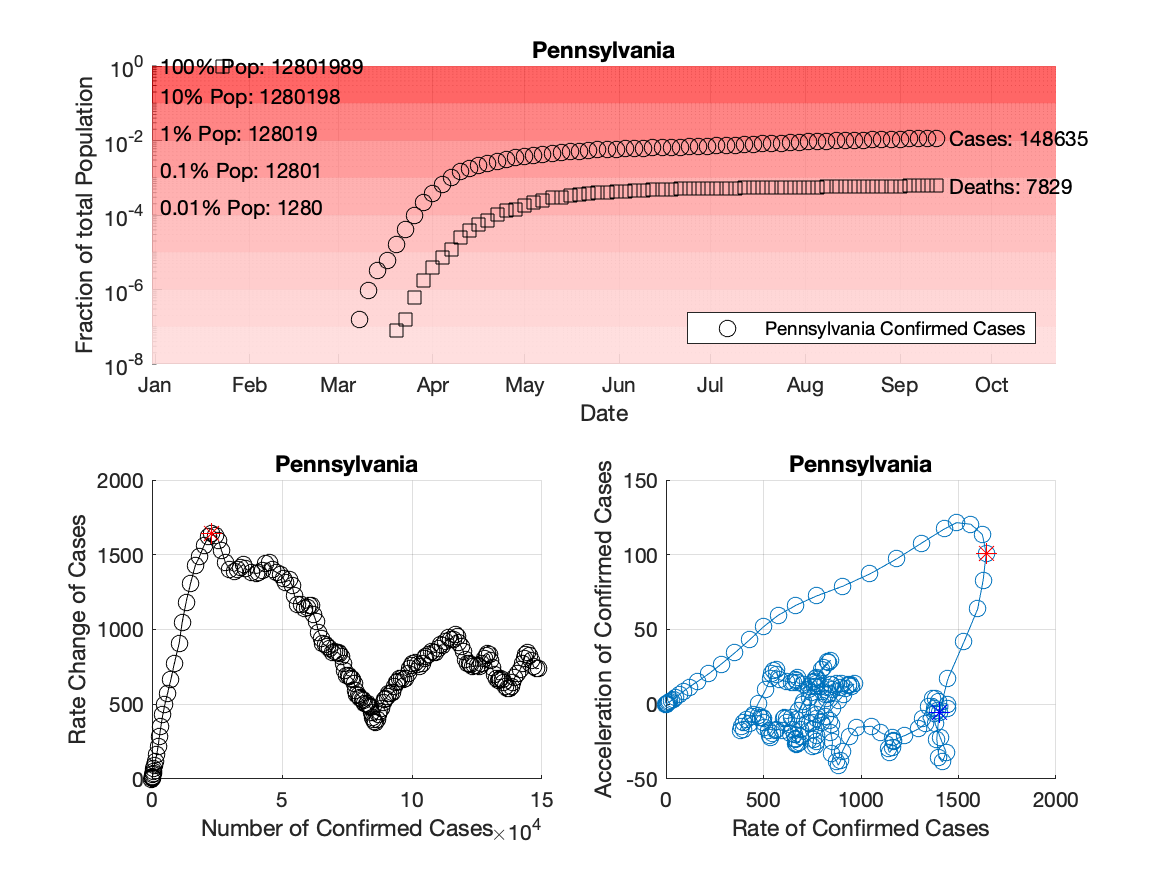 Pennsylvania
Fraction of total Population
10^0
10^-2
10^-4
10^-6
10^-8
100% Pop: 12801989
10% Pop: 1280198
1% Pop: 128019
0.1% Pop: 12801
0.01% Pop: 1280
Cases: 148635
Deaths: 7829
Pennsylvania Confirmed Cases
Jan Feb Mar Apr May Jun Jul Aug Sep Oct
Date
Pennsylvania
Rate Change of Cases
2000
1500
1000
500
0
0 5 10 15
Number of Confirmed Cases ×10^4
Pennsylvania
Acceleration of Confirmed Cases
150
100
50
0
-50
0 500 1000 1500 2000
Rate of Confirmed Cases